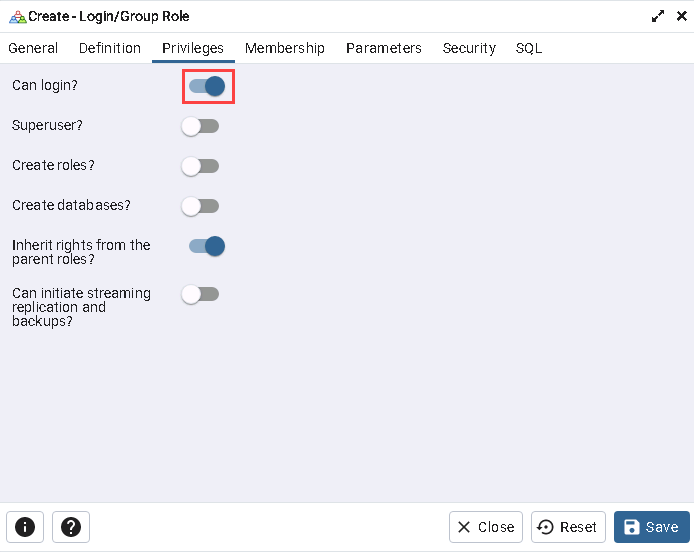 Create - Login/Group Role
General Definition Privileges Membership Parameters Security SQL
Can login?
Superuser?
Create roles?
Create databases?
Inherit rights from the
parent roles?
Can initiate streaming
replication and
backups?
Close Reset Save